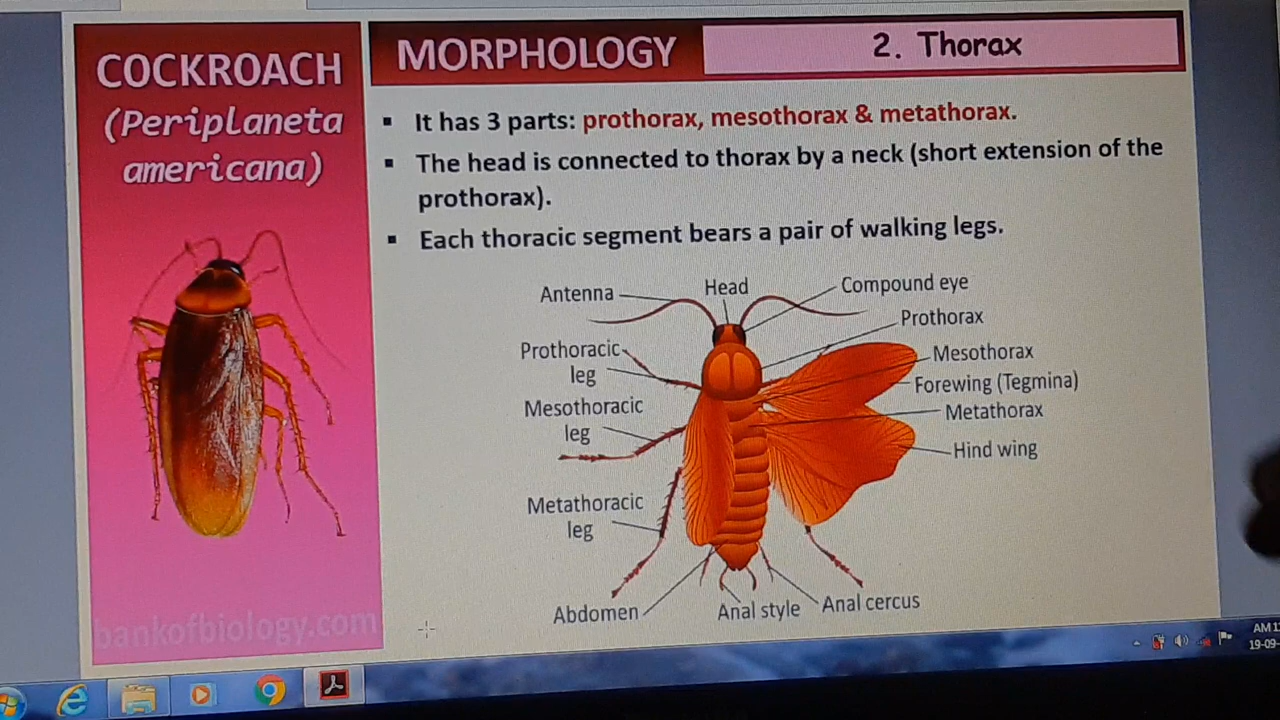 COCKROACH
(Periplaneta
americana)
bankofbiology.com
MORPHOLOGY
2. Thorax
▪ It has 3 parts: prothorax, mesothorax & metathorax.
▪ The head is connected to thorax by a neck (short extension of the
prothorax).
▪ Each thoracic segment bears a pair of walking legs.
Antenna
Head
Compound eye
Prothorax
Prothoracic
leg
Mesothorax
Forewing (Tegmina)
Mesothoracic
leg
Metathorax
Hind wing
Metathoracic
leg
Abdomen
Anal style
Anal cercus
19-09-